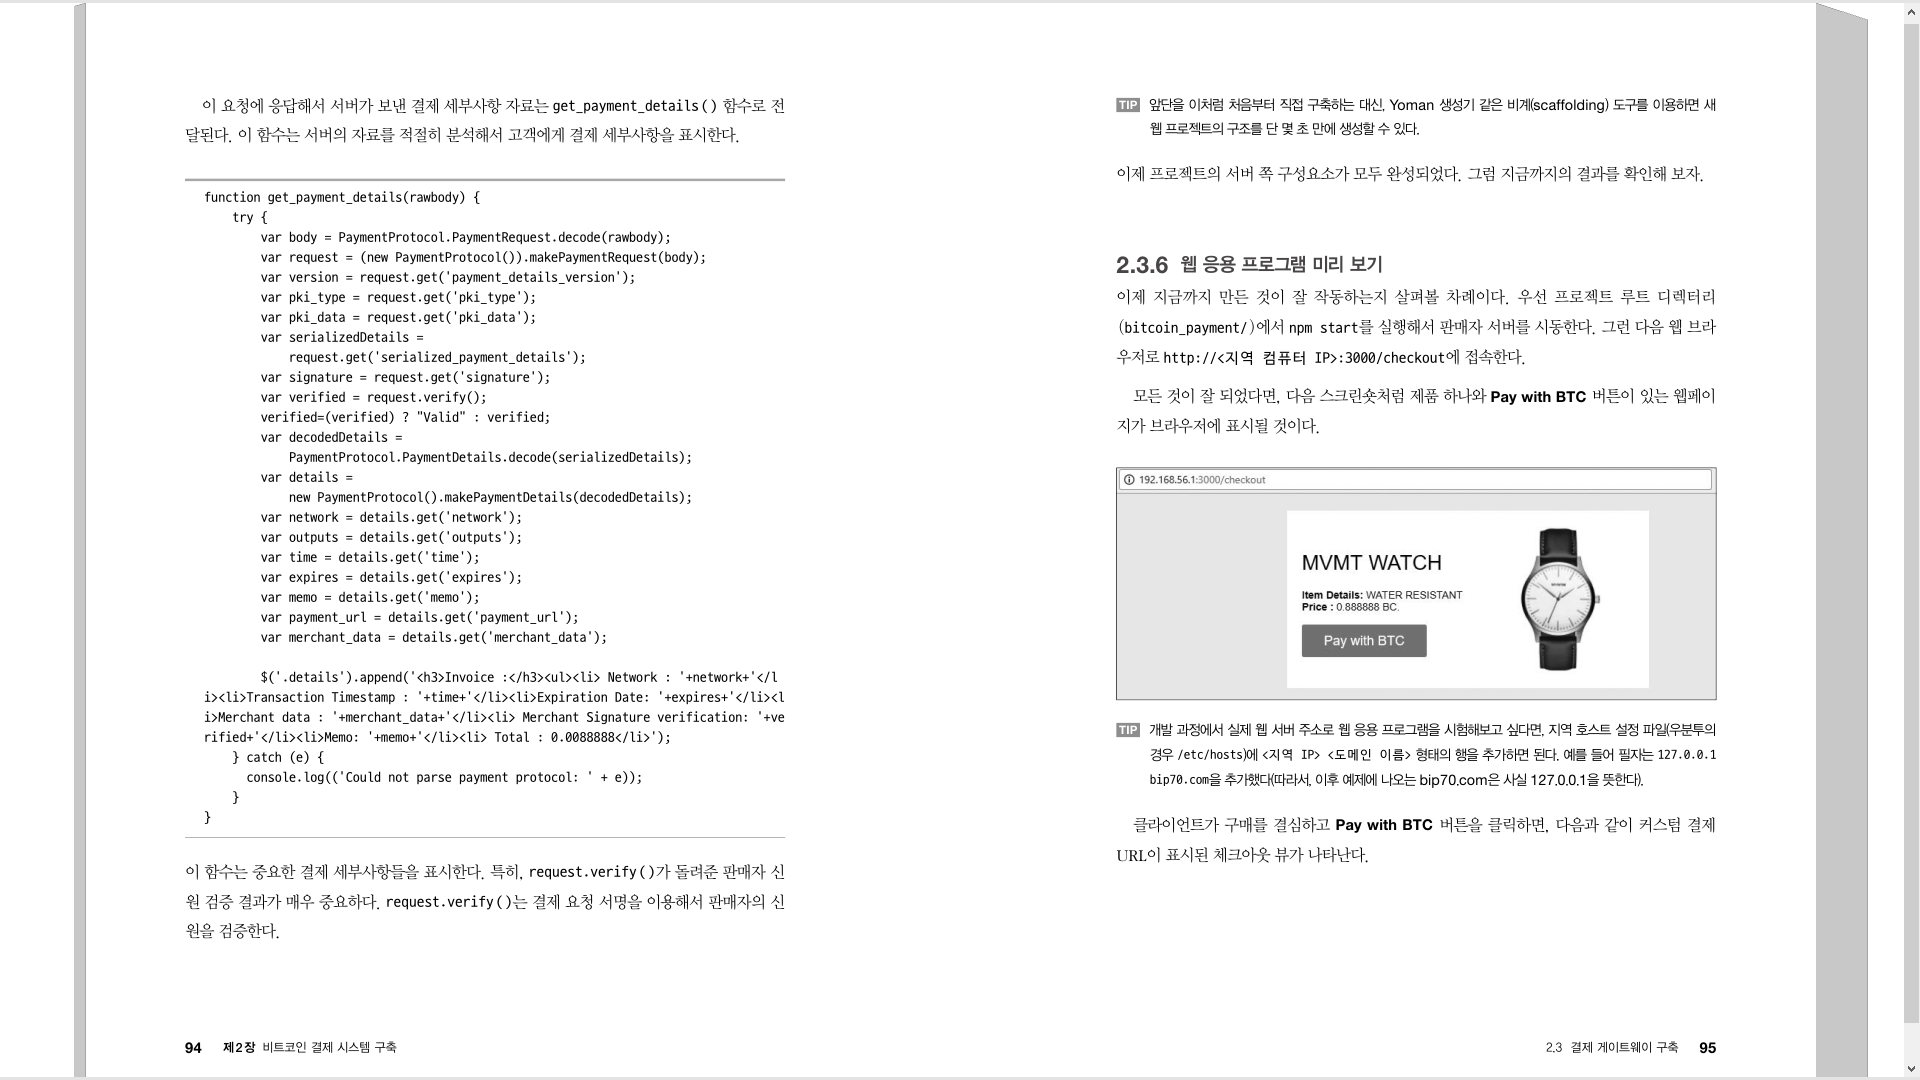 이 요청에 응답해서 서버가 보낸 결제 세부사항 자료는 get_payment_details() 함수로 전
달된다. 이 함수는 서버의 자료를 적절히 분석해서 고객에게 결제 세부사항을 표시한다.
function get_payment_details(rawbody) {
    try {
        var body = PaymentProtocol.PaymentRequest.decode(rawbody);
        var request = (new PaymentProtocol()).makePaymentRequest(body);
        var version = request.get('payment_details_version');
        var pki_type = request.get('pki_type');
        var pki_data = request.get('pki_data');
        var serializedDetails =
            request.get('serialized_payment_details');
        var signature = request.get('signature');
        var verified = request.verify();
        verified=(verified) ? "Valid" : verified;
        var decodedDetails =
            PaymentProtocol.PaymentDetails.decode(serializedDetails);
        var details =
            new PaymentProtocol().makePaymentDetails(decodedDetails);
        var network = details.get('network');
        var outputs = details.get('outputs');
        var time = details.get('time');
        var expires = details.get('expires');
        var memo = details.get('memo');
        var payment_url = details.get('payment_url');
        var merchant_data = details.get('merchant_data');
        $('.details').append('<h3>Invoice :</h3><ul><li> Network : '+network+'</l
i><li>Transaction Timestamp : '+time+'</li><li>Expiration Date: '+expires+'</li><l
i>Merchant data : '+merchant_data+'</li><li> Merchant Signature verification: '+ve
rified+'</li><li>Memo: '+memo+'</li><li> Total : 0.0088888</li>');
    } catch (e) {
      console.log(('Could not parse payment protocol: ' + e));
    }
}
이 함수는 중요한 결제 세부사항들을 표시한다. 특히, request.verify()가 돌려준 판매자 신
원 검증 결과가 매우 중요하다. request.verify()는 결제 요청 서명을 이용해서 판매자의 신
원을 검증한다.
94 제2장 비트코인 결제 시스템 구축
TIP 앞단을 이처럼 처음부터 직접 구축하는 대신, Yoman 생성기 같은 비계(scaffolding) 도구를 이용하면 새
웹 프로젝트의 구조를 단 몇 초 만에 생성할 수 있다.
이제 프로젝트의 서버 쪽 구성요소가 모두 완성되었다. 그럼 지금까지의 결과를 확인해 보자.
2.3.6 웹 응용 프로그램 미리 보기
이제 지금까지 만든 것이 잘 작동하는지 살펴볼 차례이다. 우선 프로젝트 루트 디렉터리
(bitcoin_payment/)에서 npm start를 실행해서 판매자 서버를 시동한다. 그런 다음 웹 브라
우저로 http://<지역 컴퓨터 IP>:3000/checkout에 접속한다.
모든 것이 잘 되었다면, 다음 스크린숏처럼 제품 하나와 Pay with BTC 버튼이 있는 웹페이
지가 브라우저에 표시될 것이다.
192.168.56.1:3000/checkout
MVMT WATCH
Item Details: WATER RESISTANT
Price : 0.888888 BC.
Pay with BTC
TIP 개발 과정에서 실제 웹 서버 주소로 웹 응용 프로그램을 시험해보고 싶다면, 지역 호스트 설정 파일(우분투의
경우 /etc/hosts)에 <지역 IP> <도메인 이름> 형태의 행을 추가하면 된다. 예를 들어 필자는 127.0.0.1
bip70.com을 추가했다(따라서, 이후 예제에 나오는 bip70.com은 사실 127.0.0.1을 뜻한다).
클라이언트가 구매를 결심하고 Pay with BTC 버튼을 클릭하면, 다음과 같이 커스텀 결제
URL이 표시된 체크아웃 뷰가 나타난다.
2.3 결제 게이트웨이 구축 95